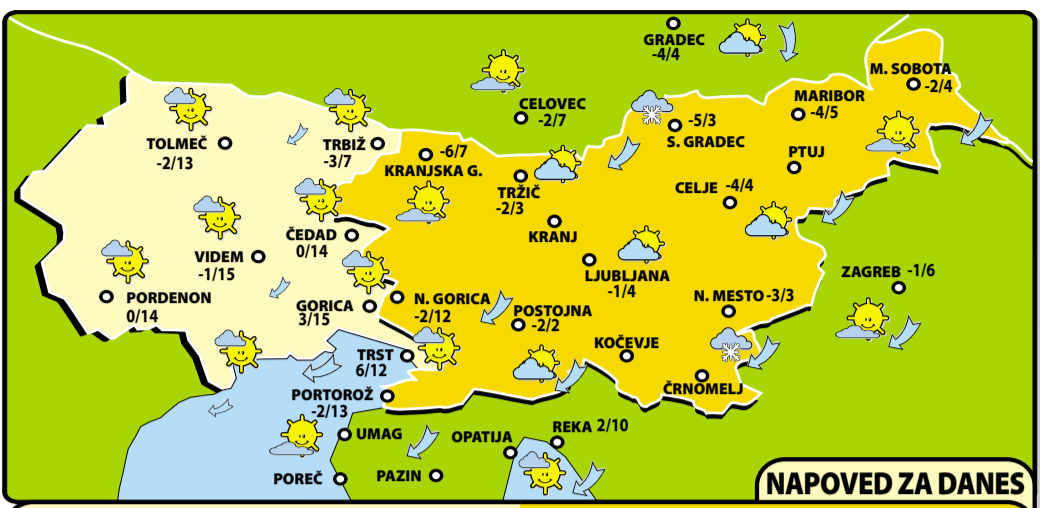 GRADEC
-4/4
M. SOBOTA
-2/4
CELOVEC
-2/7
MARIBOR
-4/5
-5/3
S. GRADEC
TOLMEČ
-2/13
TRBIŽ
-3/7
-6/7
KRANJSKA G.
PTUJ
TRŽIČ
-2/3
CELJE -4/4
KRANJ
ČEDAD
0/14
VIDEM
-1/15
LJUBLJANA
-1/4
ZAGREB -1/6
PORDENON
0/14
GORICA
3/15
N. GORICA
-2/12
N. MESTO -3/3
POSTOJNA
-2/2
KOČEVJE
TRST
6/12
ČRNOMELJ
PORTOROŽ
-2/13
UMAG
OPATIJA
REKA 2/10
POREČ
PAZIN
NAPOVED ZA DANES